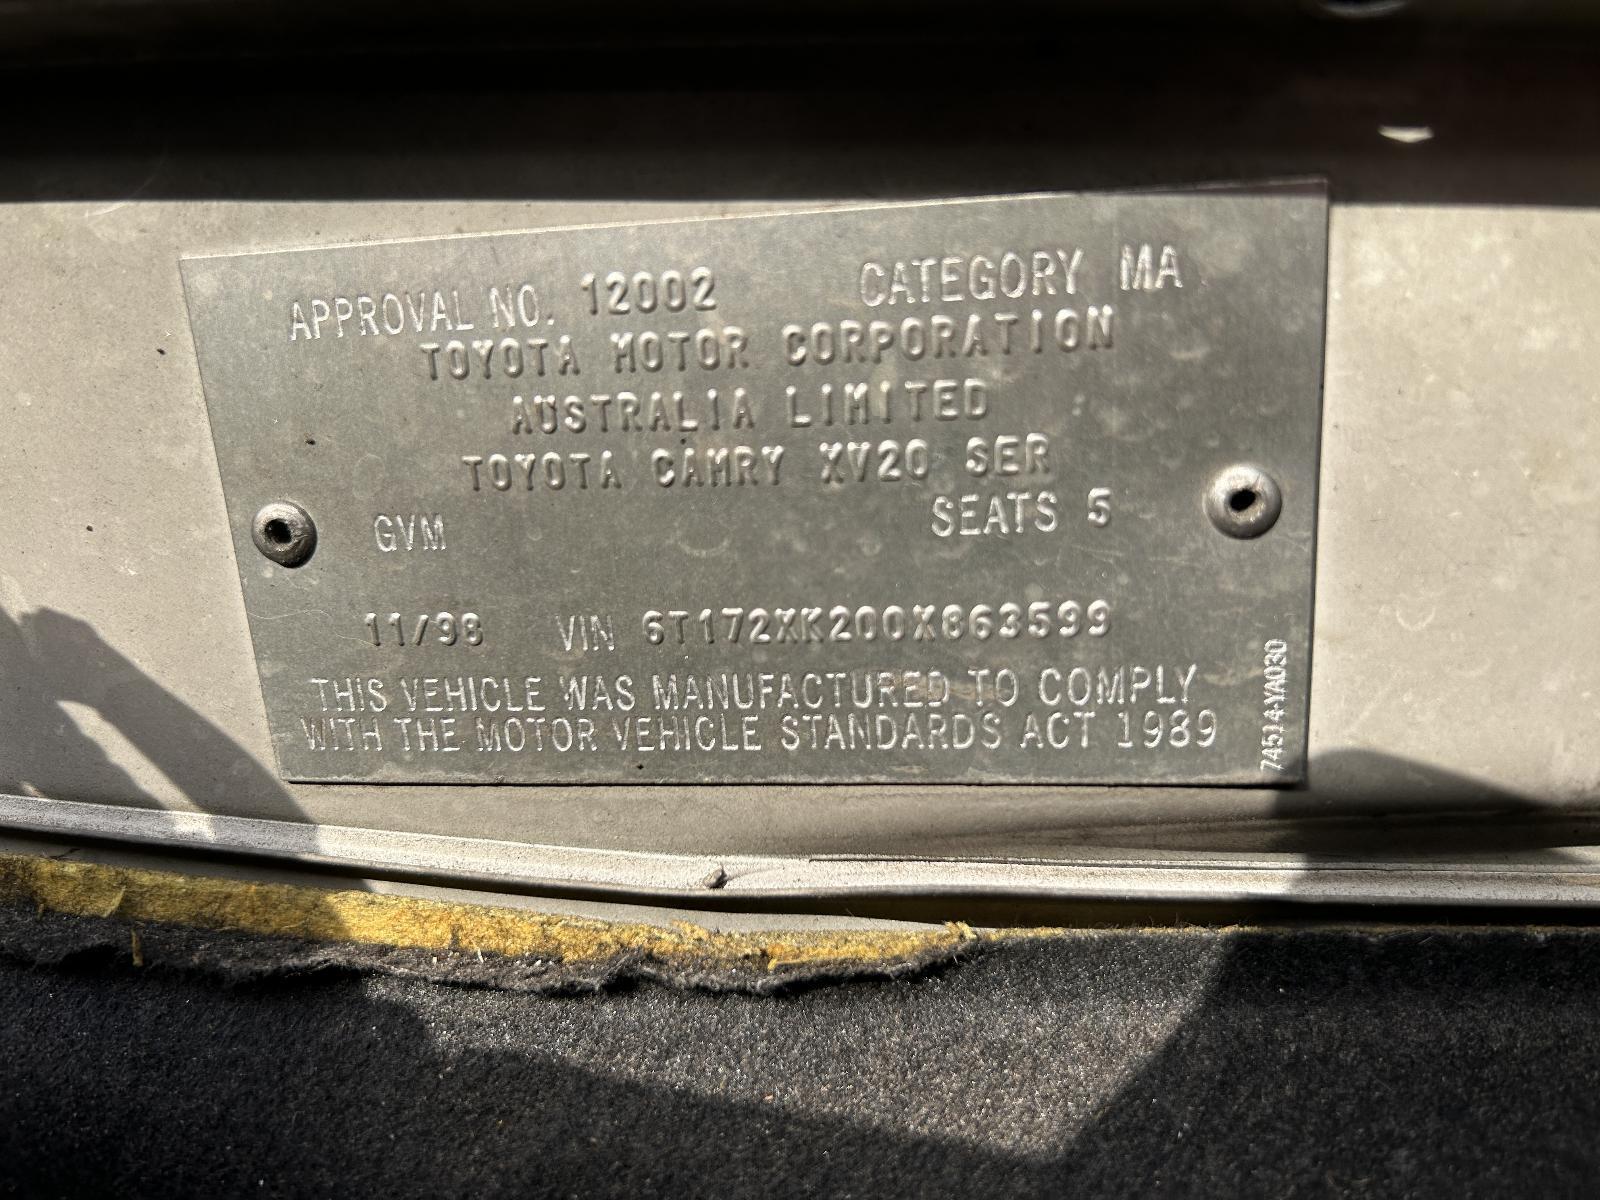 APPROVAL NO. 12002 CATEGORY MA
TOYOTA MOTOR CORPORATION
AUSTRALIA LIMITED
TOYOTA CAMRY XV20 SER
GVM SEATS 5
11/98 VIN 6T172XK200X863599
THIS VEHICLE WAS MANUFACTURED TO COMPLY
WITH THE MOTOR VEHICLE STANDARDS ACT 1989
74514-YA030